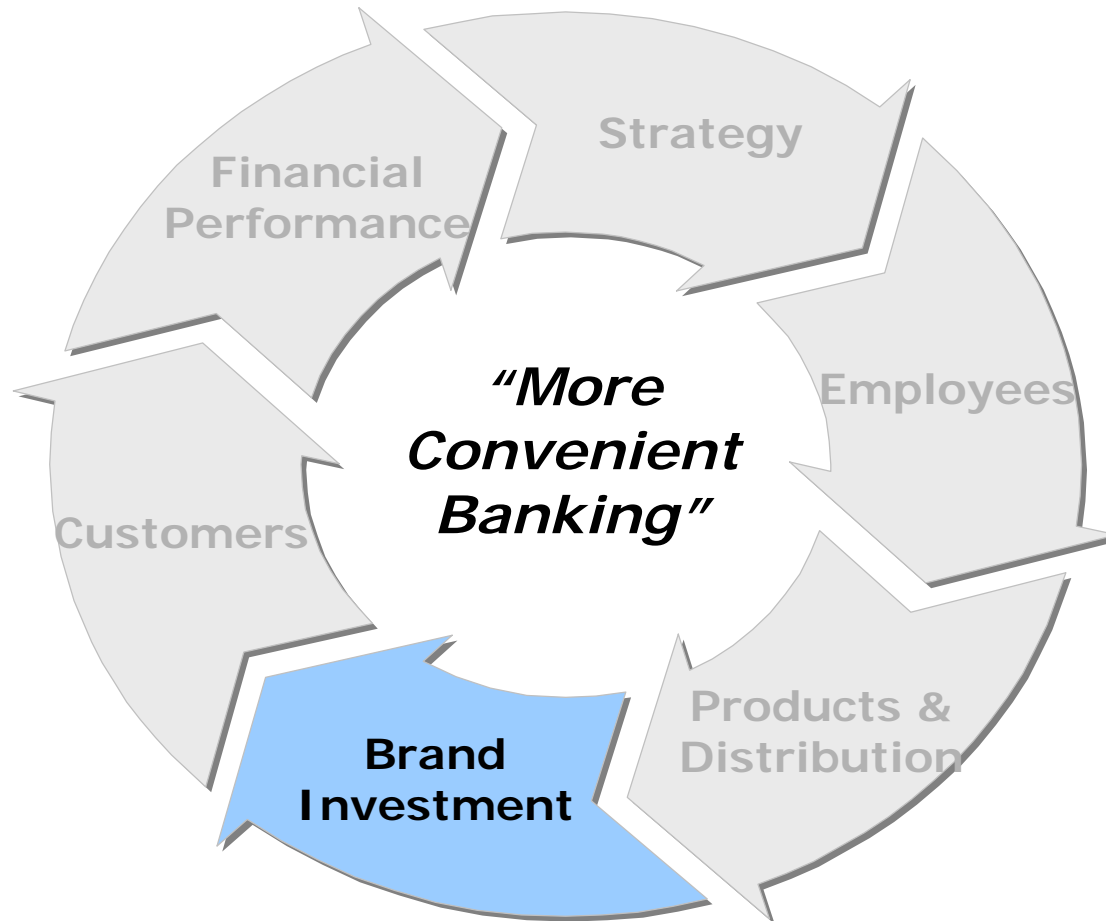 Strategy
Financial
Performance
Employees
“More
Convenient
Banking”
Customers
Products &
Distribution
Brand
Investment